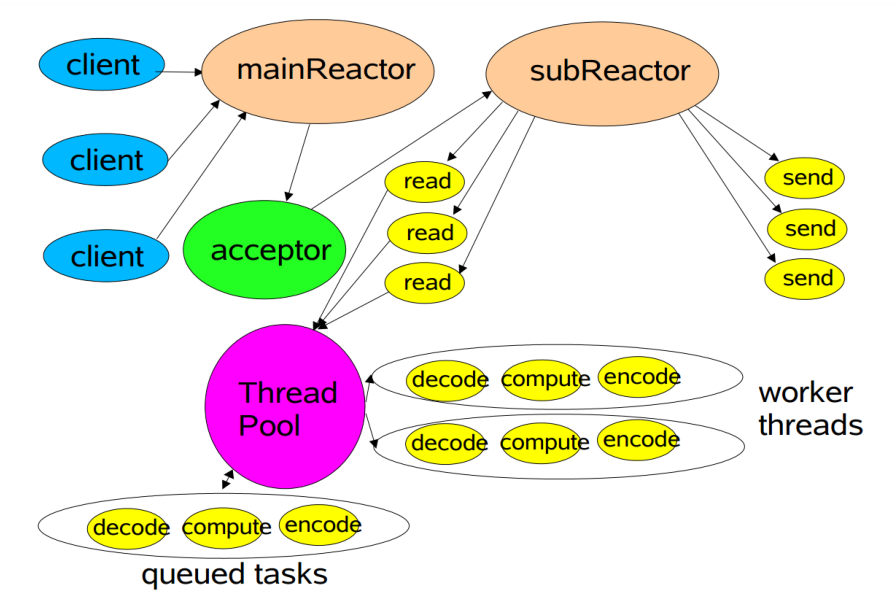 client
mainReactor
subReactor
client
read
send
read
send
client
acceptor
read
send
Thread
Pool
decode
compute
encode
worker
threads
decode
compute
encode
decode
compute
encode
queued tasks